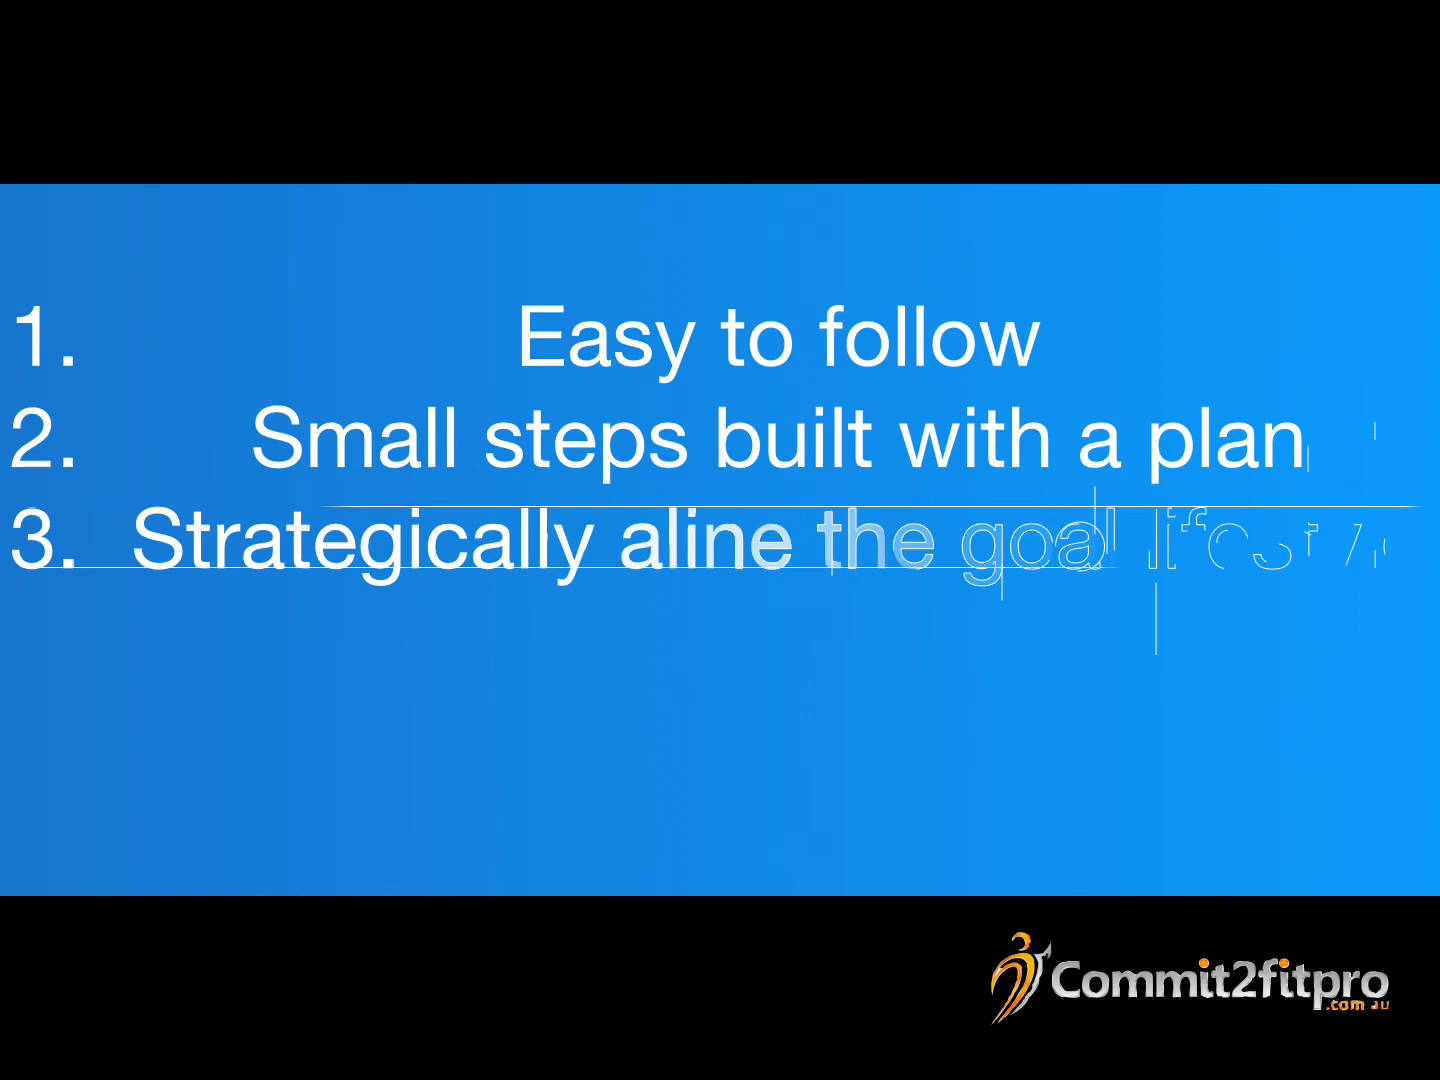 1. Easy to follow
2. Small steps built with a plan
3. Strategically aline the goal
Commit2fitpro
.com au